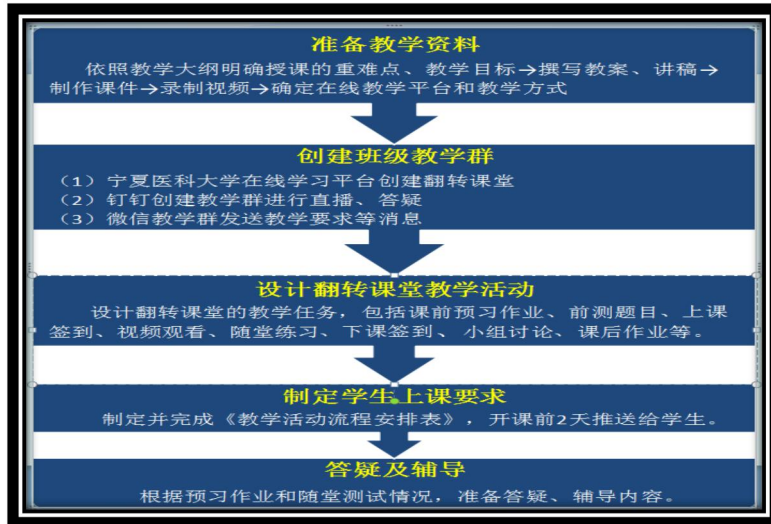 准备教学资料
依照教学大纲明确授课的重难点、教学目标→撰写教案、讲稿→
制作课件→录制视频→确定在线教学平台和教学方式
创建班级教学群
（1）宁夏医科大学在线学习平台创建翻转课堂
（2）钉钉创建教学群进行直播、答疑
（3）微信教学群发送教学要求等消息
设计翻转课堂教学活动
设计翻转课堂的教学任务，包括课前预习作业、前测题目、上课
签到、视频观看、随堂练习、下课签到、小组讨论、课后作业等。
制定学生上课要求
制定并完成《教学活动流程安排表》，开课前2天推送给学生。
答疑及辅导
根据预习作业和随堂测试情况，准备答疑、辅导内容。